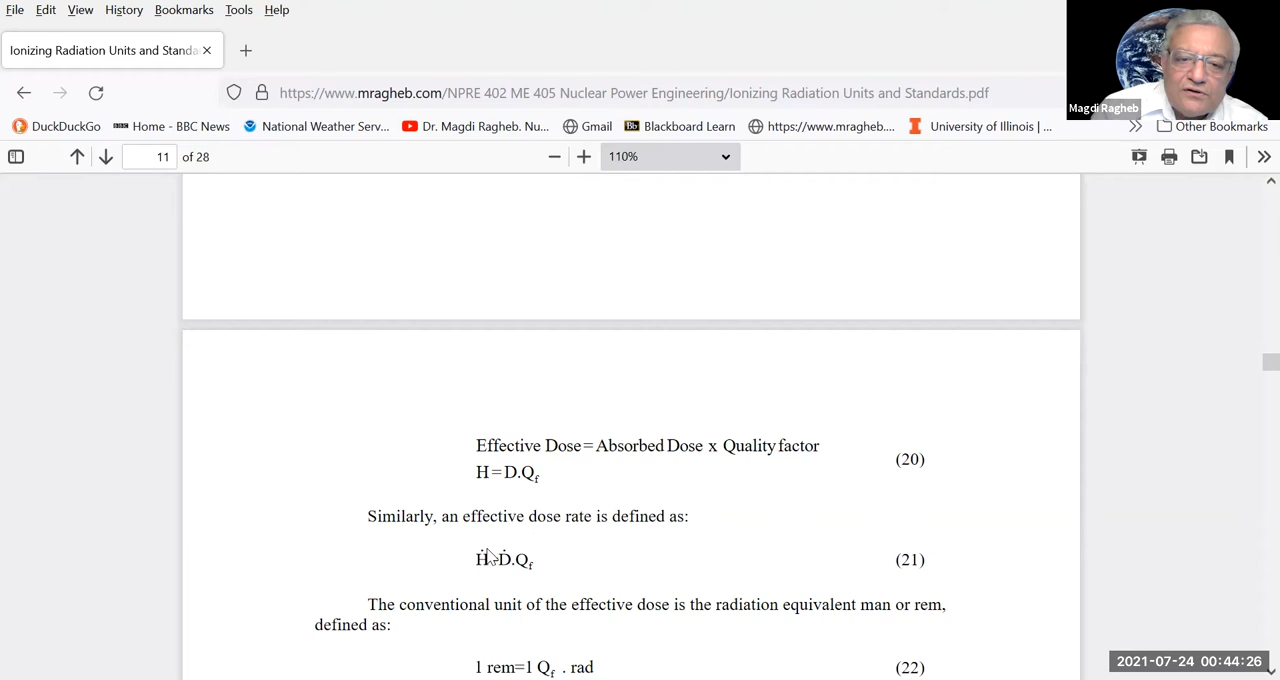 File Edit View History Bookmarks Tools Help
Ionizing Radiation Units and Standa
https://www.mragheb.com/NPRE 402 ME 405 Nuclear Power Engineering/Ionizing Radiation Units and Standards.pdf
Magdi Ragheb
DuckDuckGo BBC Home - BBC News National Weather Serv... Dr. Magdi Ragheb. Nu... Gmail Bb Blackboard Learn https://www.mragheb.... I University of Illinois |... Other Bookmarks
11 of 28 110%
Effective Dose=Absorbed Dose x Quality factor
(20)
H=D.Qf
Similarly, an effective dose rate is defined as:
Ḣ=Ḋ.Qf (21)
The conventional unit of the effective dose is the radiation equivalent man or rem,
defined as:
1 rem=1 Qf . rad (22)
2021-07-24 00:44:26